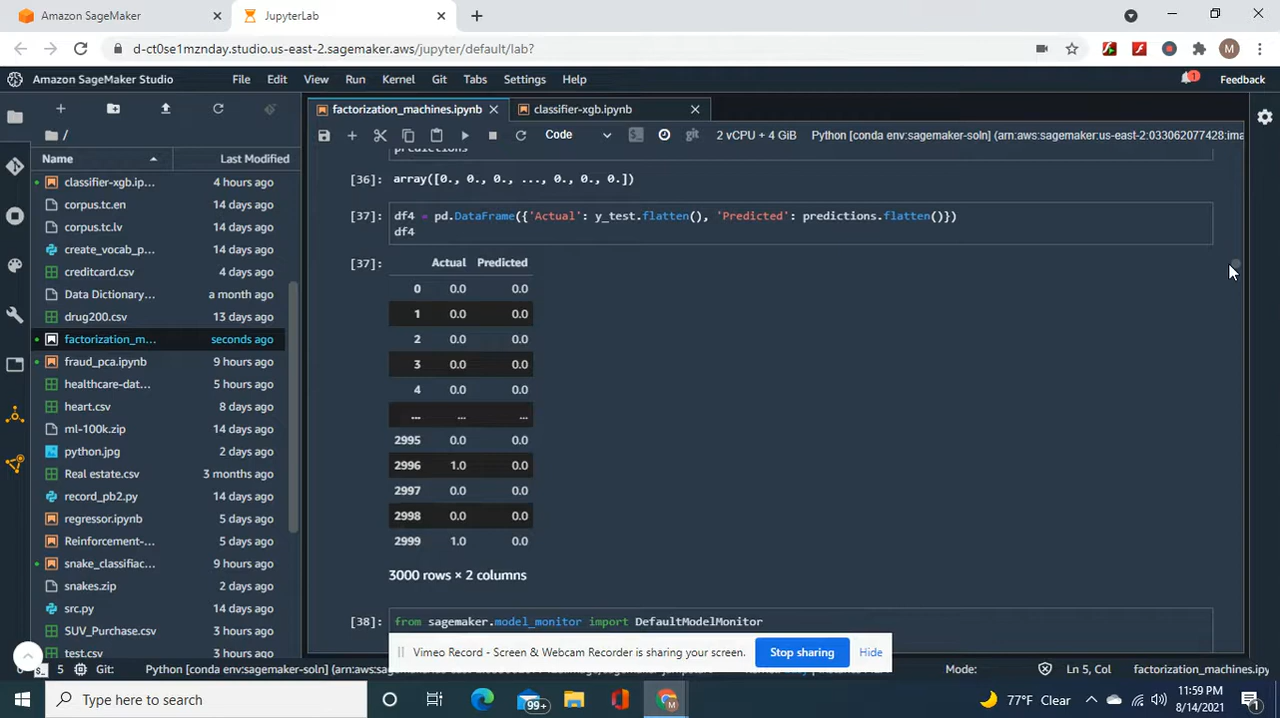 Amazon SageMaker
JupyterLab
d-ct0se1mznday.studio.us-east-2.sagemaker.aws/jupyter/default/lab?
M
Amazon SageMaker Studio
File Edit View Run Kernel Git Tabs Settings Help
1
Feedback
factorization_machines.ipynb
classifier-xgb.ipynb
Code
git
2 vCPU + 4 GiB
Python [conda env:sagemaker-soln] (arn:aws:sagemaker:us-east-2:033062077428:ima
/
Name Last Modified
classifier-xgb.ip... 4 hours ago
corpus.tc.en 14 days ago
corpus.tc.lv 14 days ago
create_vocab_p... 14 days ago
creditcard.csv 4 days ago
Data Dictionary... a month ago
drug200.csv 13 days ago
factorization_m... seconds ago
fraud_pca.ipynb 9 hours ago
healthcare-dat... 5 hours ago
heart.csv 8 days ago
ml-100k.zip 14 days ago
python.jpg 2 days ago
Real estate.csv 3 months ago
record_pb2.py 14 days ago
regressor.ipynb 5 days ago
Reinforcement-... 5 days ago
snake_classifiac... 9 hours ago
snakes.zip 2 days ago
src.py 14 days ago
SUV_Purchase.csv 3 hours ago
test.csv 3 hours ago
predictions
[36]: array([0., 0., 0., ..., 0., 0., 0.])
[37]: df4 = pd.DataFrame({'Actual': y_test.flatten(), 'Predicted': predictions.flatten()})
df4
[37]: Actual Predicted
0 0.0 0.0
1 0.0 0.0
2 0.0 0.0
3 0.0 0.0
4 0.0 0.0
... ... ...
2995 0.0 0.0
2996 1.0 0.0
2997 0.0 0.0
2998 0.0 0.0
2999 1.0 0.0
3000 rows × 2 columns
[38]: from sagemaker.model_monitor import DefaultModelMonitor
Vimeo Record - Screen & Webcam Recorder is sharing your screen.
Stop sharing
Hide
5
Git:
Python [conda env:sagemaker-soln] (arn:aws:
Mode:
Ln 5, Col 1
factorization_machines.ipy
Type here to search
99+
M
77°F Clear
11:59 PM
8/14/2021
1